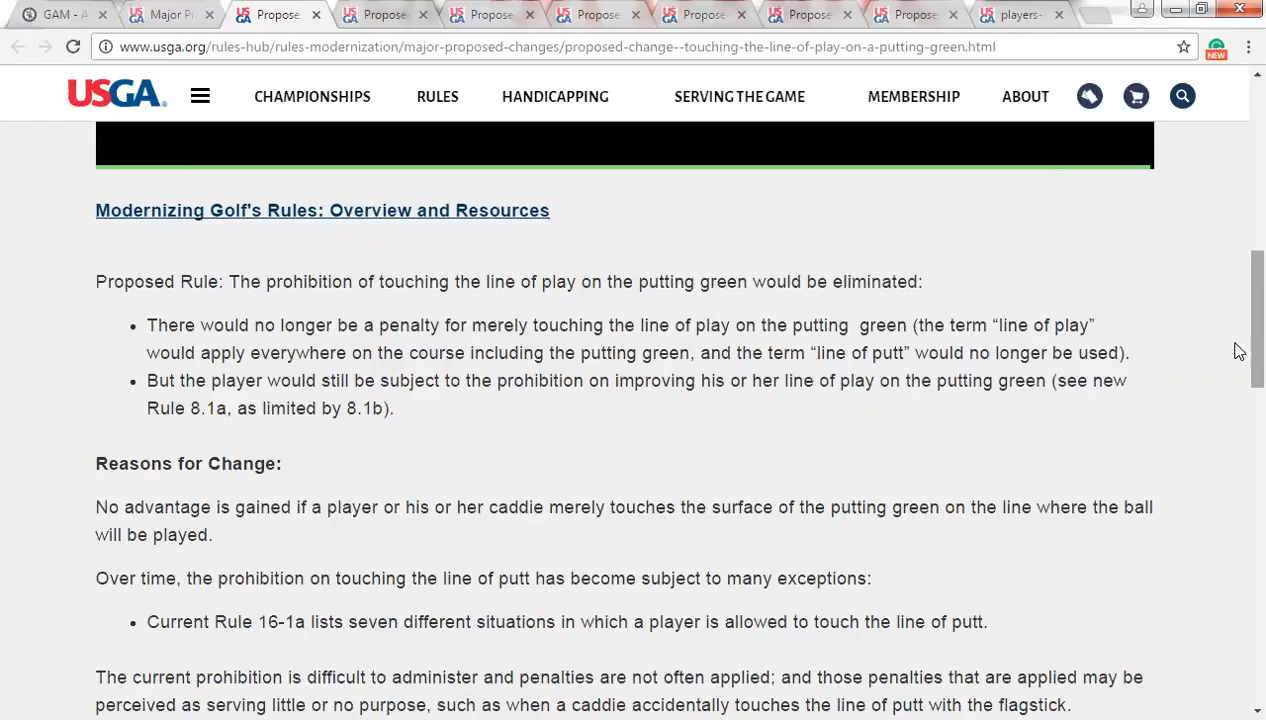 GAM - A
Major Pr
Propose
Propose
Propose
Propose
Propose
Propose
Propose
players-
www.usga.org/rules-hub/rules-modernization/major-proposed-changes/proposed-change--touching-the-line-of-play-on-a-putting-green.html
NEW
USGA CHAMPIONSHIPS RULES HANDICAPPING SERVING THE GAME MEMBERSHIP ABOUT
Modernizing Golf's Rules: Overview and Resources
Proposed Rule: The prohibition of touching the line of play on the putting green would be eliminated:
• There would no longer be a penalty for merely touching the line of play on the putting green (the term “line of play”
would apply everywhere on the course including the putting green, and the term “line of putt” would no longer be used).
• But the player would still be subject to the prohibition on improving his or her line of play on the putting green (see new
Rule 8.1a, as limited by 8.1b).
Reasons for Change:
No advantage is gained if a player or his or her caddie merely touches the surface of the putting green on the line where the ball
will be played.
Over time, the prohibition on touching the line of putt has become subject to many exceptions:
• Current Rule 16-1a lists seven different situations in which a player is allowed to touch the line of putt.
The current prohibition is difficult to administer and penalties are not often applied; and those penalties that are applied may be
perceived as serving little or no purpose, such as when a caddie accidentally touches the line of putt with the flagstick.